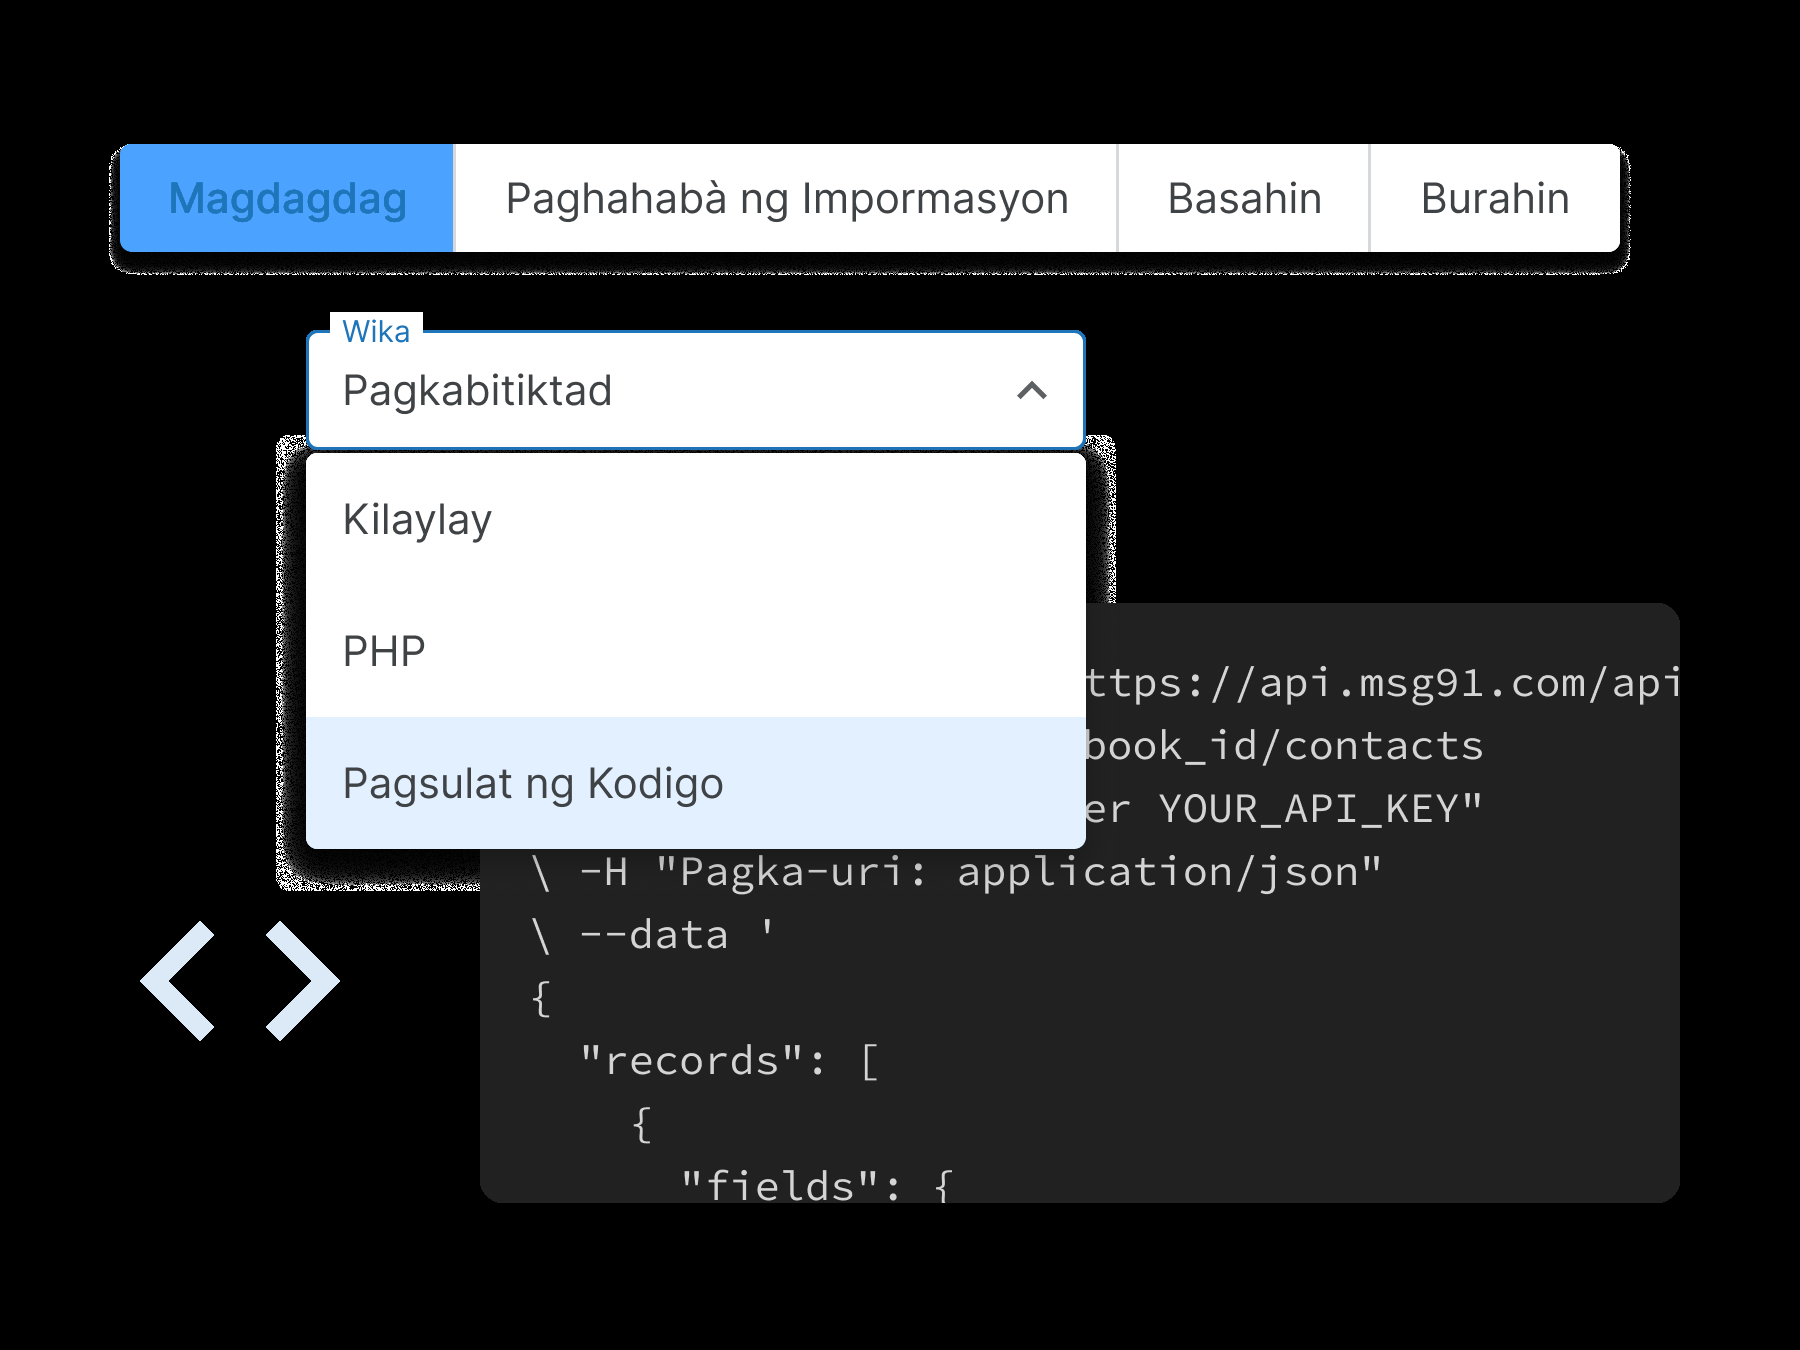 Magdagdag
Paghahabà ng Impormasyon
Basahin
Burahin
Wika
Pagkabitiktad
Kilaylay
PHP
Pagsulat ng Kodigo
ttps://api.msg91.com/api
book_id/contacts
er YOUR_API_KEY"
\ -H "Pagka-uri: application/json"
\ --data '
{
"records": [
{
"fields": {